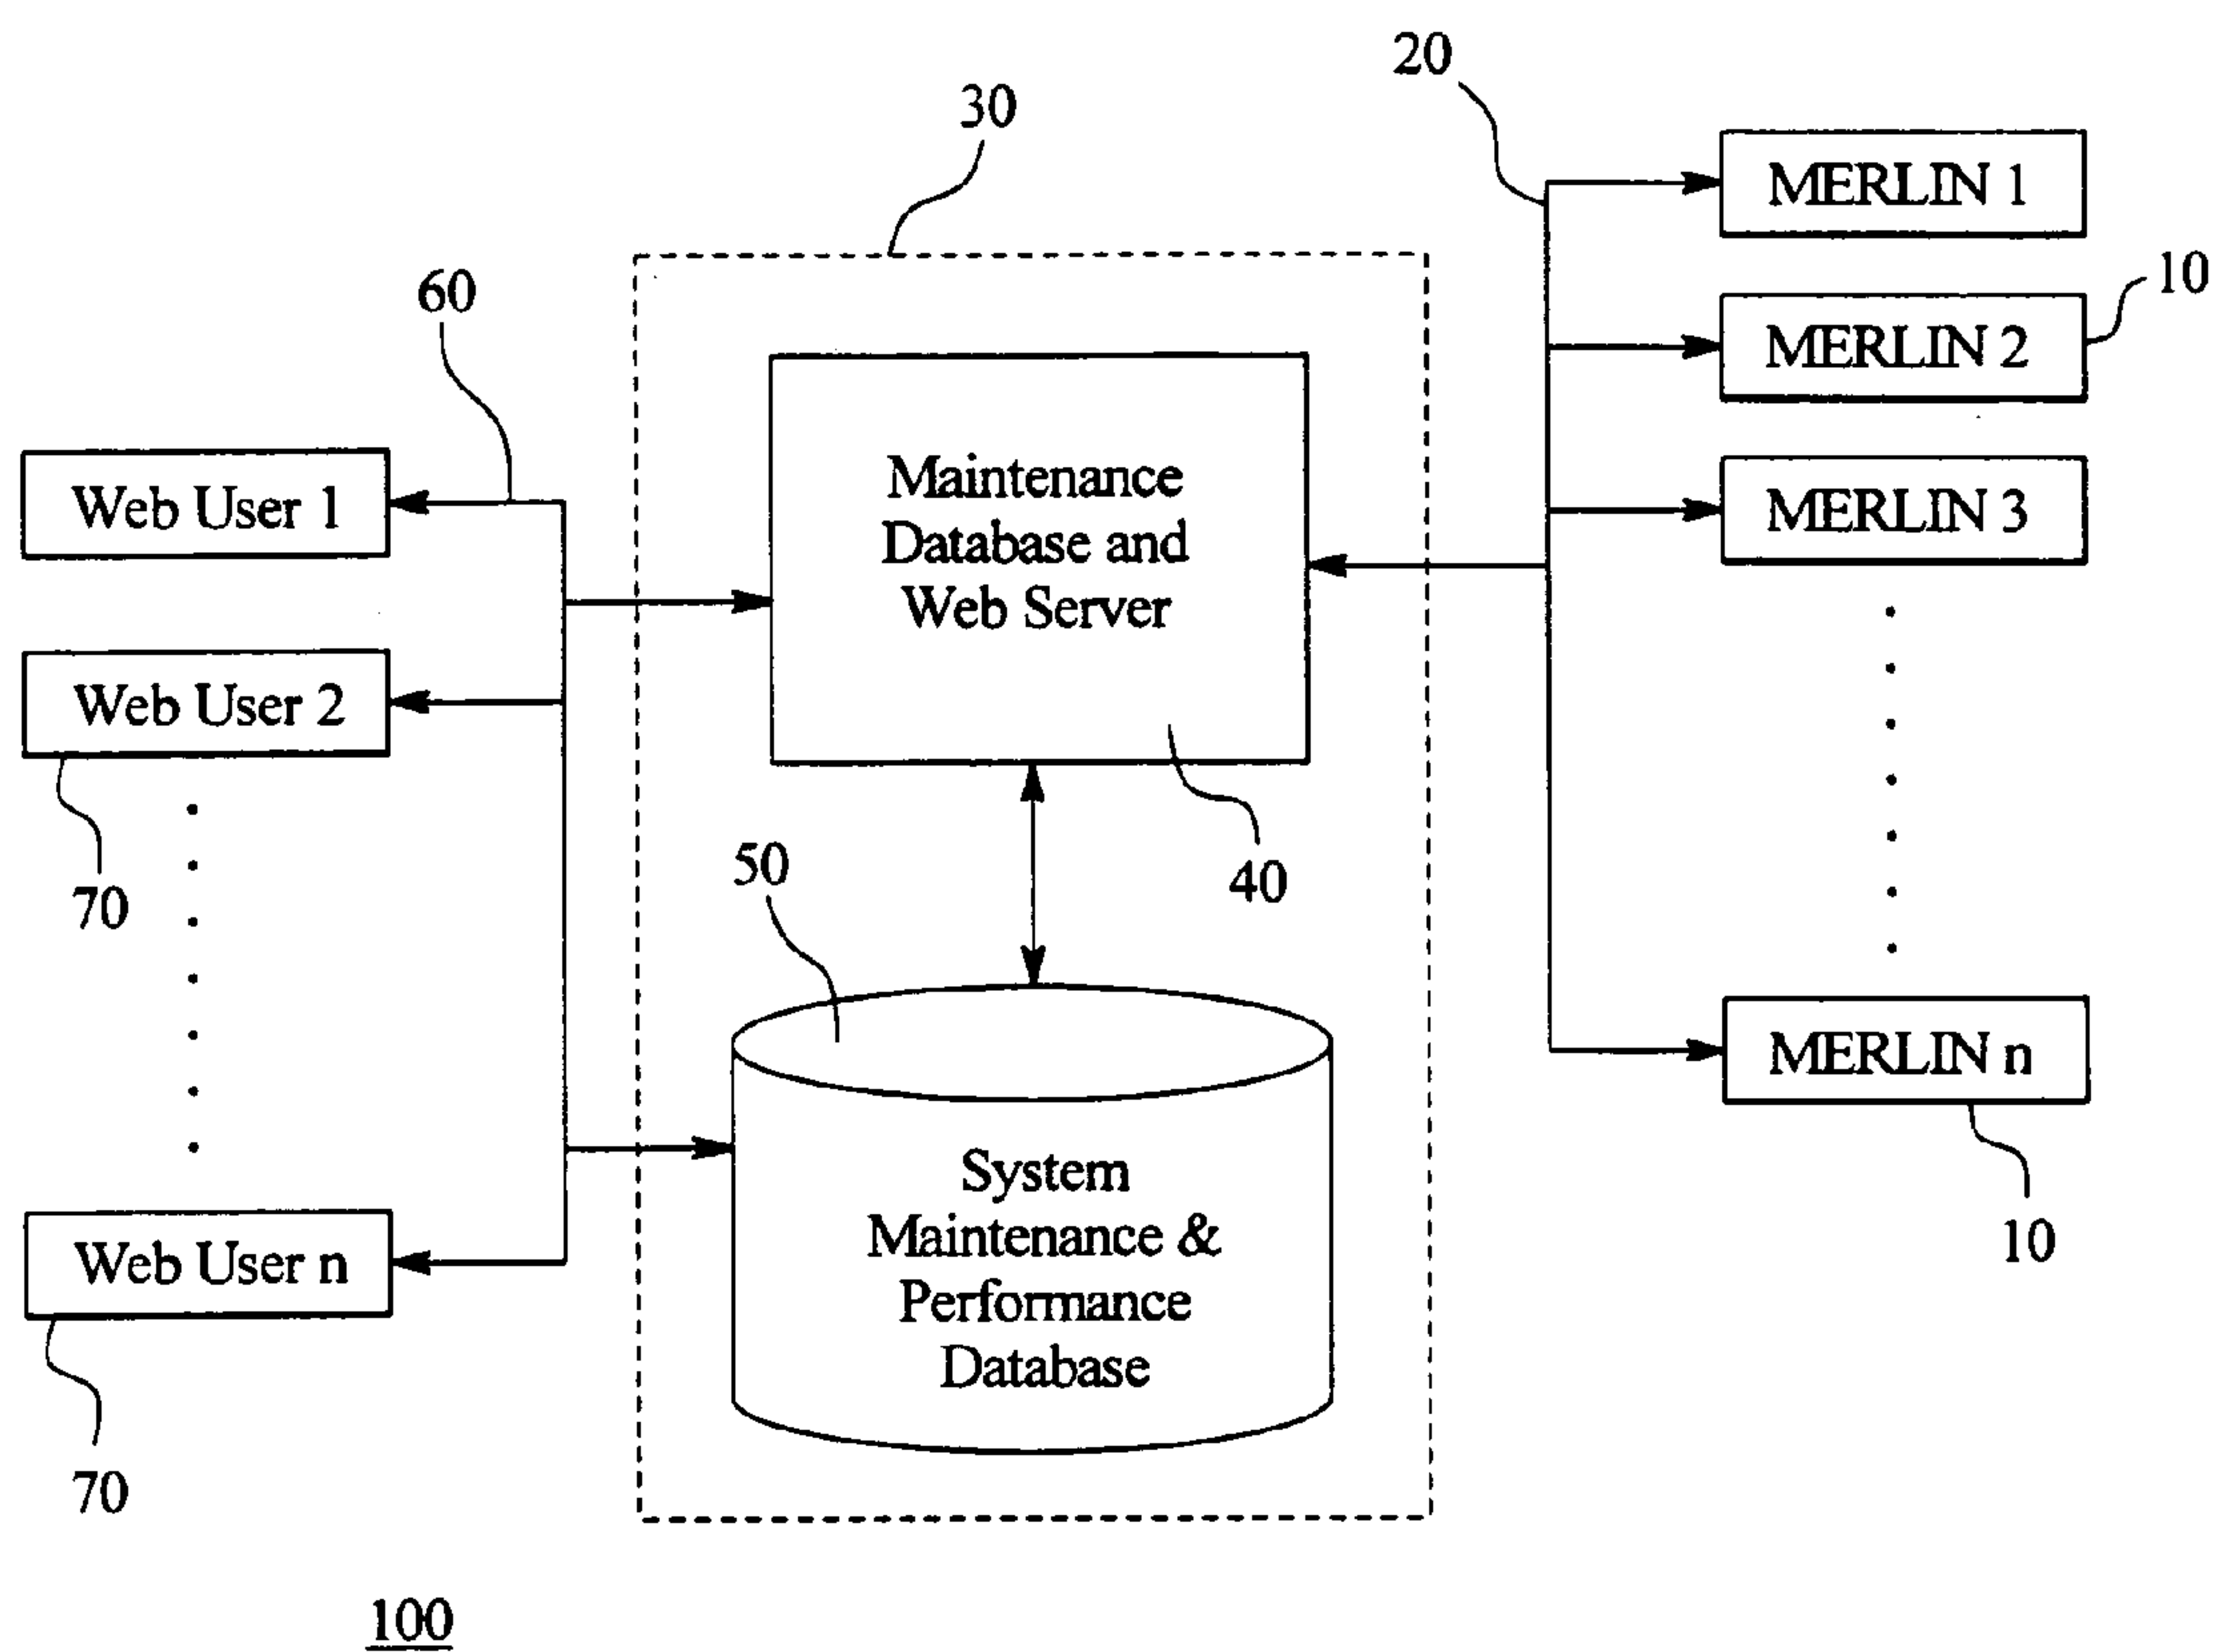 20
30
MERLIN 1
60
10
MERLIN 2
Web User 1
Maintenance
Database and
Web Server
MERLIN 3
Web User 2
70
50
40
MERLIN n
System
Maintenance &
Performance
Database
10
Web User n
70
100